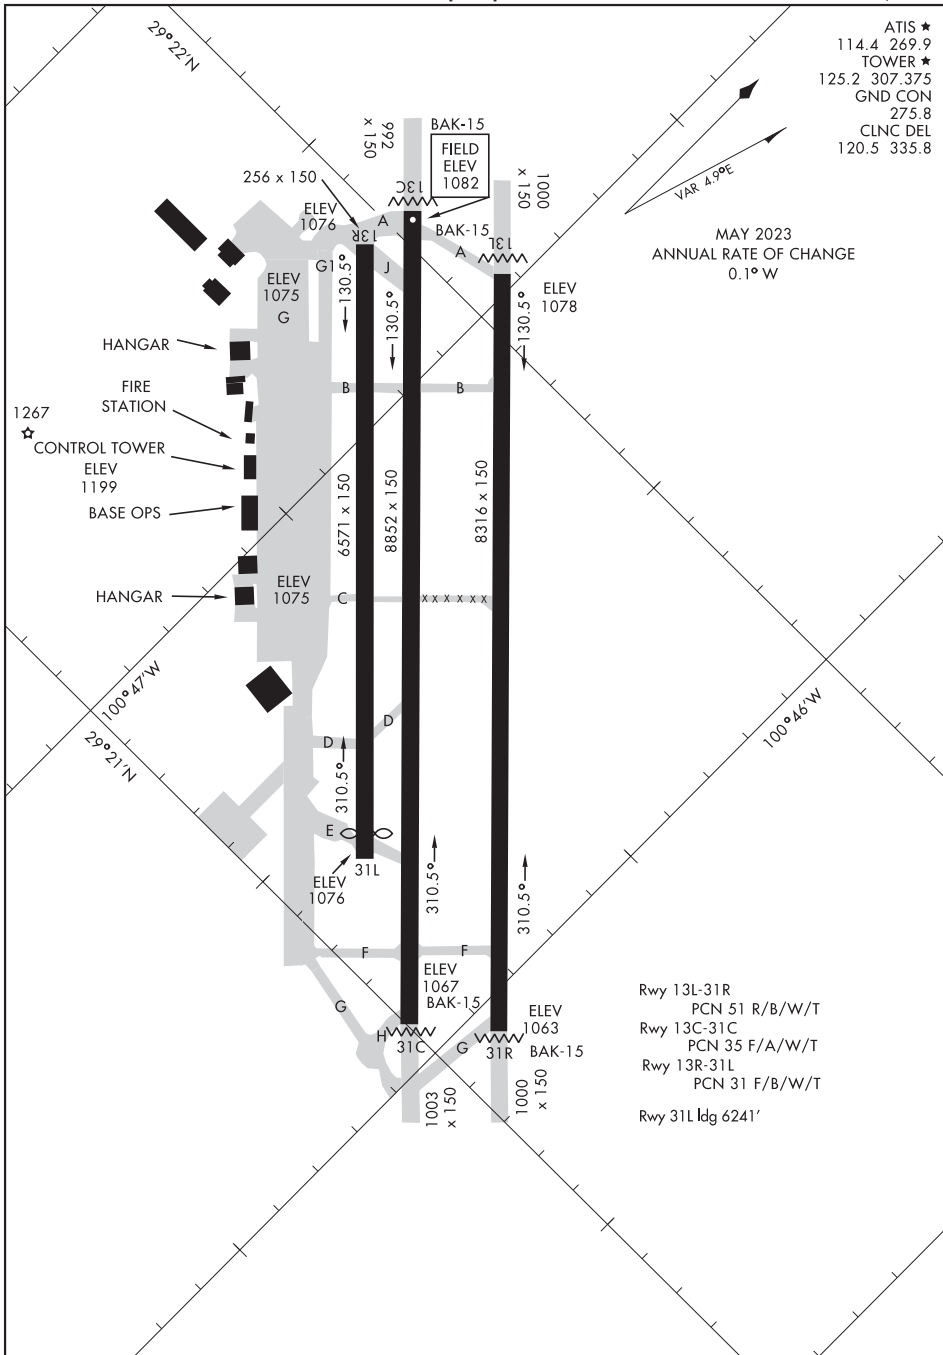 ATIS ★
114.4 269.9
TOWER ★
125.2 307.375
GND CON
275.8
CLNC DEL
120.5 335.8
VAR 4.9°E
MAY 2023
ANNUAL RATE OF CHANGE
0.1° W
29°22'N
992
x 150
BAK-15
FIELD
ELEV
1082
256 x 150
1000
x 150
13C
ELEV
1076
A
13R
BAK-15
13L
A
G1
J
ELEV
1075
G
130.5°
130.5°
130.5°
ELEV
1078
HANGAR
B
B
FIRE
STATION
1267
CONTROL TOWER
ELEV
1199
BASE OPS
6571 x 150
8852 x 150
8316 x 150
ELEV
1075
HANGAR
C
x x x x x x
100°47'W
29°21'N
100°46'W
D
D
310.5°
E
31L
ELEV
1076
310.5°
310.5°
F
F
ELEV
1067
BAK-15
G
H
31C
G
31R
ELEV
1063
BAK-15
1003
x 150
1000
x 150
Rwy 13L-31R
PCN 51 R/B/W/T
Rwy 13C-31C
PCN 35 F/A/W/T
Rwy 13R-31L
PCN 31 F/B/W/T
Rwy 31L ldg 6241'